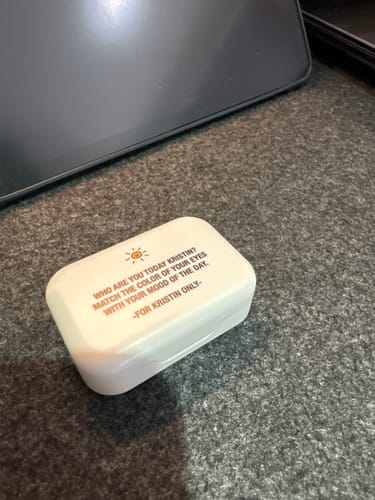 WHO ARE YOU TODAY KRISTIN?
MATCH THE COLOR OF YOUR EYES
WITH YOUR MOOD OF THE DAY.
-FOR KRISTIN ONLY-